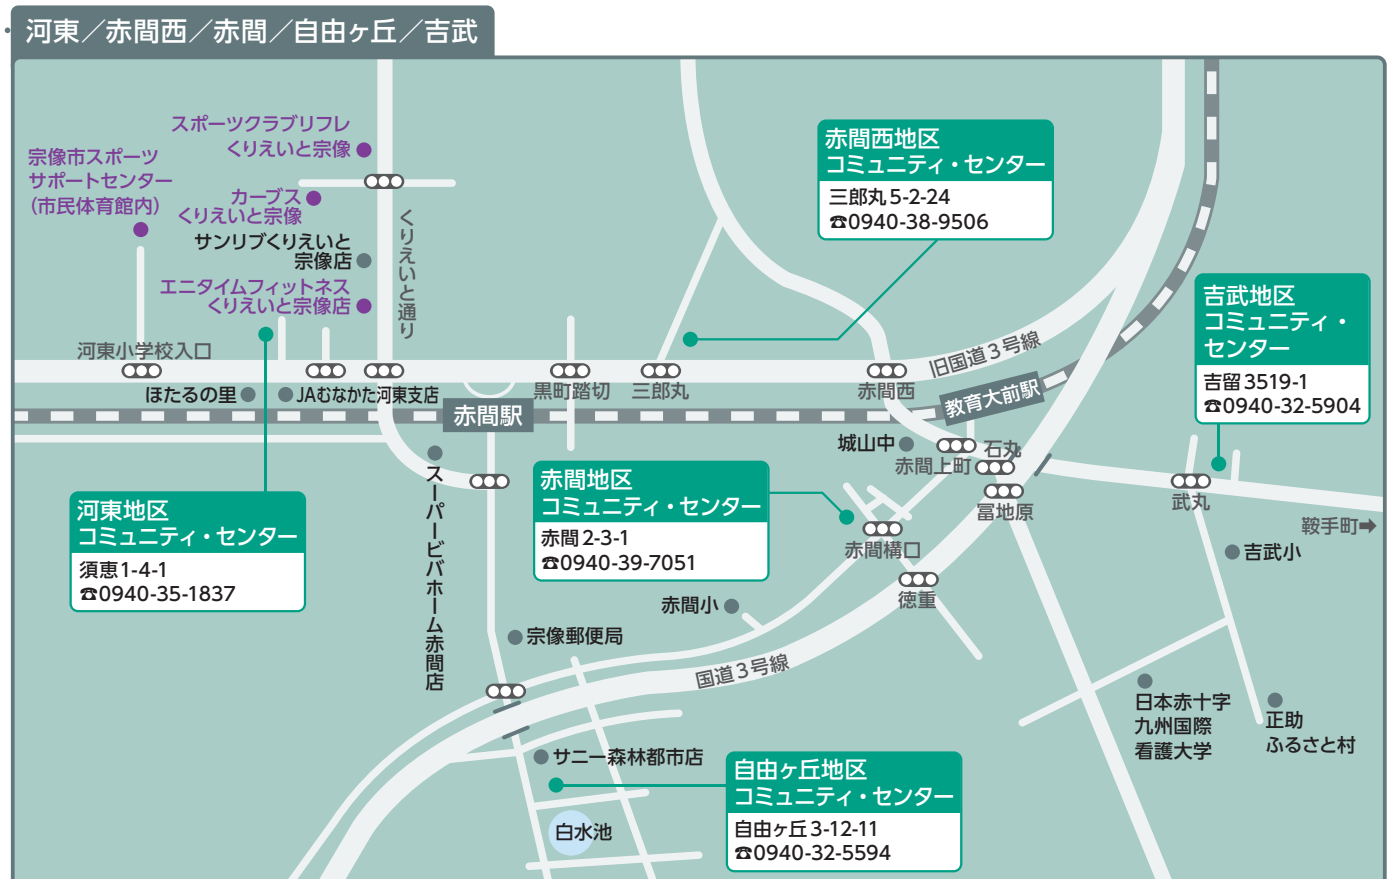 河東／赤間西／赤間／自由ヶ丘／吉武
スポーツクラブリフレ
くりえいと宗像
宗像市スポーツ
サポートセンター
（市民体育館内）
カーブス
くりえいと宗像
サンリブくりえいと
宗像店
エニタイムフィットネス
くりえいと宗像店
くりえいと通り
赤間西地区
コミュニティ・センター
三郎丸5-2-24
☎0940-38-9506
吉武地区
コミュニティ・
センター
吉留3519-1
☎0940-32-5904
河東小学校入口
ほたるの里
JAむなかた河東支店
黒町踏切
三郎丸
赤間西
旧国道3号線
赤間駅
教育大前駅
城山中
赤間上町
石丸
冨地原
武丸
鞍手町➡
吉武小
スーパービバホーム赤間店
赤間地区
コミュニティ・センター
赤間2-3-1
☎0940-39-7051
赤間構口
徳重
河東地区
コミュニティ・センター
須恵1-4-1
☎0940-35-1837
赤間小
宗像郵便局
国道3号線
日本赤十字
九州国際
看護大学
正助
ふるさと村
サニー森林都市店
自由ヶ丘地区
コミュニティ・センター
自由ヶ丘3-12-11
☎0940-32-5594
白水池